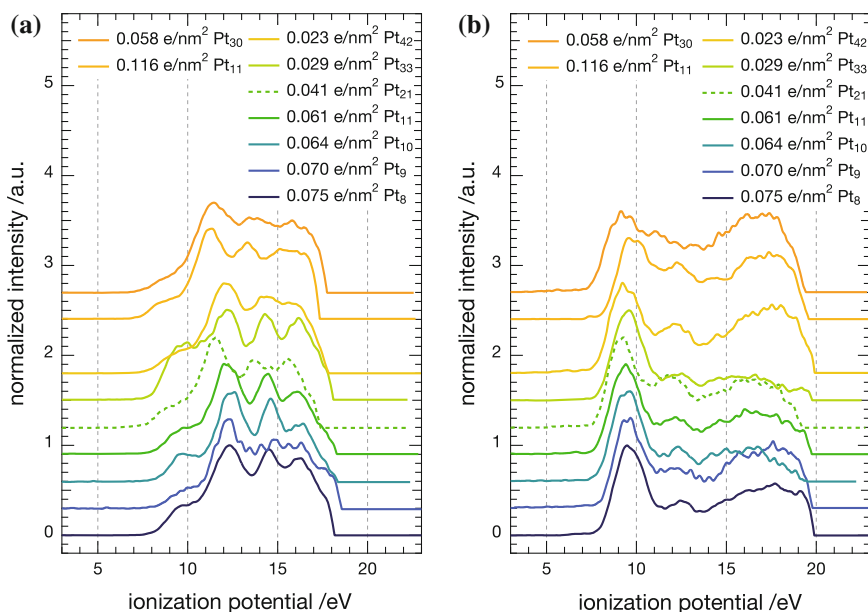 (a)
0.058 e/nm² Pt₃₀
0.116 e/nm² Pt₁₁
0.023 e/nm² Pt₄₂
0.029 e/nm² Pt₃₃
0.041 e/nm² Pt₂₁
0.061 e/nm² Pt₁₁
0.064 e/nm² Pt₁₀
0.070 e/nm² Pt₉
0.075 e/nm² Pt₈
normalized intensity /a.u.
5
4
3
2
1
0
5 10 15 20
ionization potential /eV
(b)
0.058 e/nm² Pt₃₀
0.116 e/nm² Pt₁₁
0.023 e/nm² Pt₄₂
0.029 e/nm² Pt₃₃
0.041 e/nm² Pt₂₁
0.061 e/nm² Pt₁₁
0.064 e/nm² Pt₁₀
0.070 e/nm² Pt₉
0.075 e/nm² Pt₈
normalized intensity /a.u.
5
4
3
2
1
0
5 10 15 20
ionization potential /eV